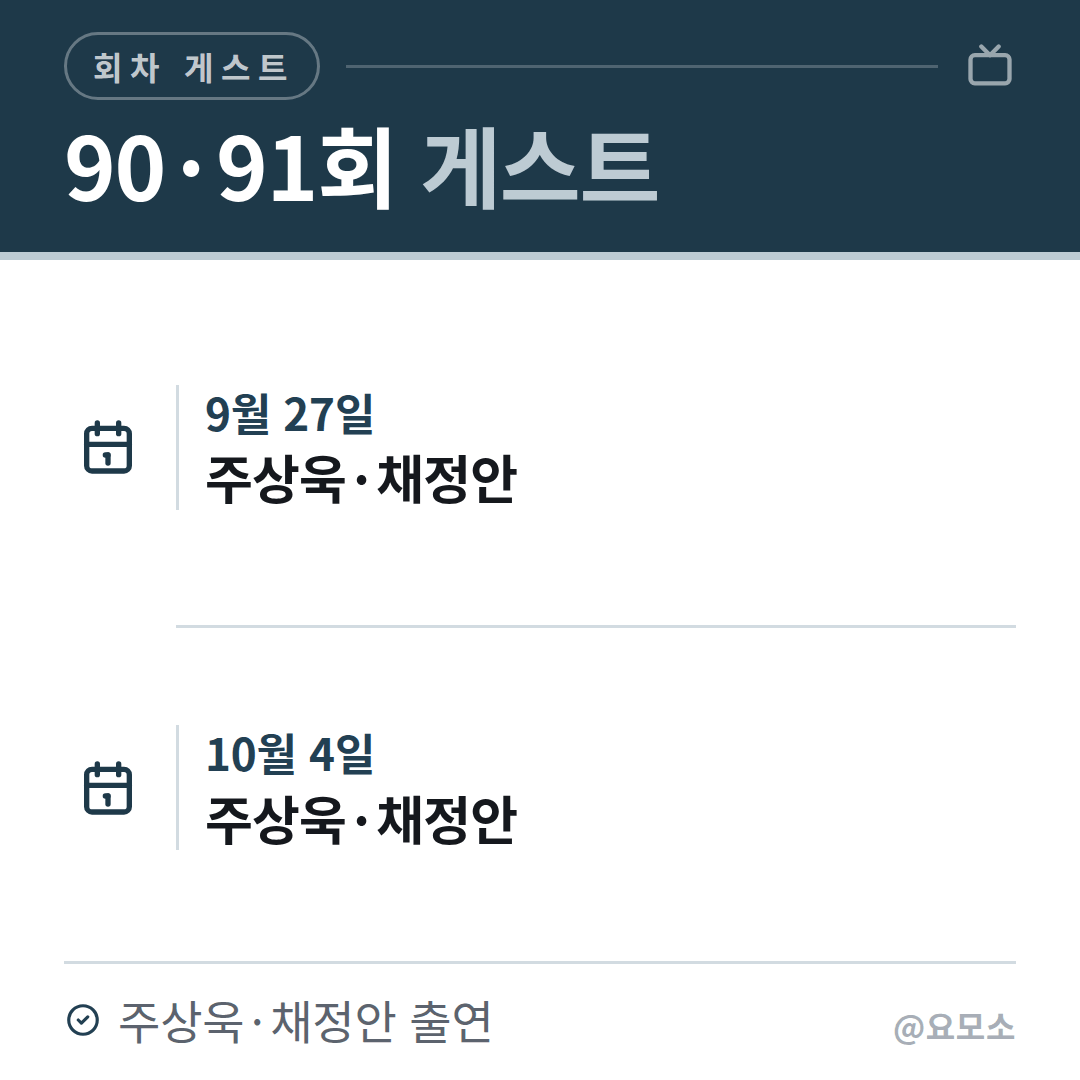 회차 게스트
90·91회 게스트
9월 27일
주상욱·채정안
10월 4일
주상욱·채정안
주상욱·채정안 출연
@요모소